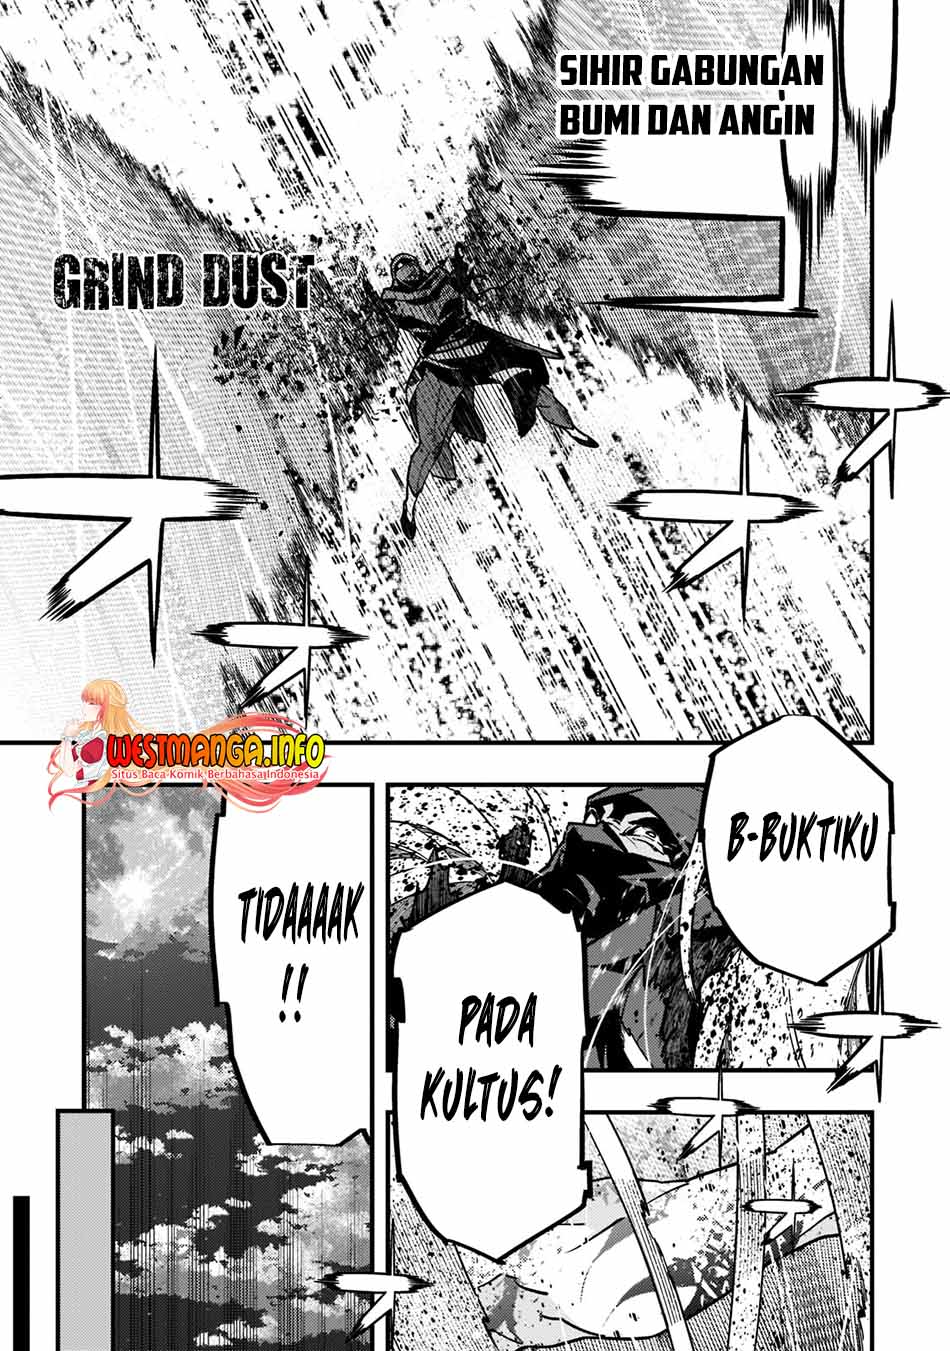 SIHIR GABUNGAN
BUMI DAN ANGIN
GRIND DUST
WESTMANGA.INFO
Situs Baca Komik Berbahasa Indonesia
B-BUKTIKU
PADA
KULTUS!
TIDAAAAK
!!